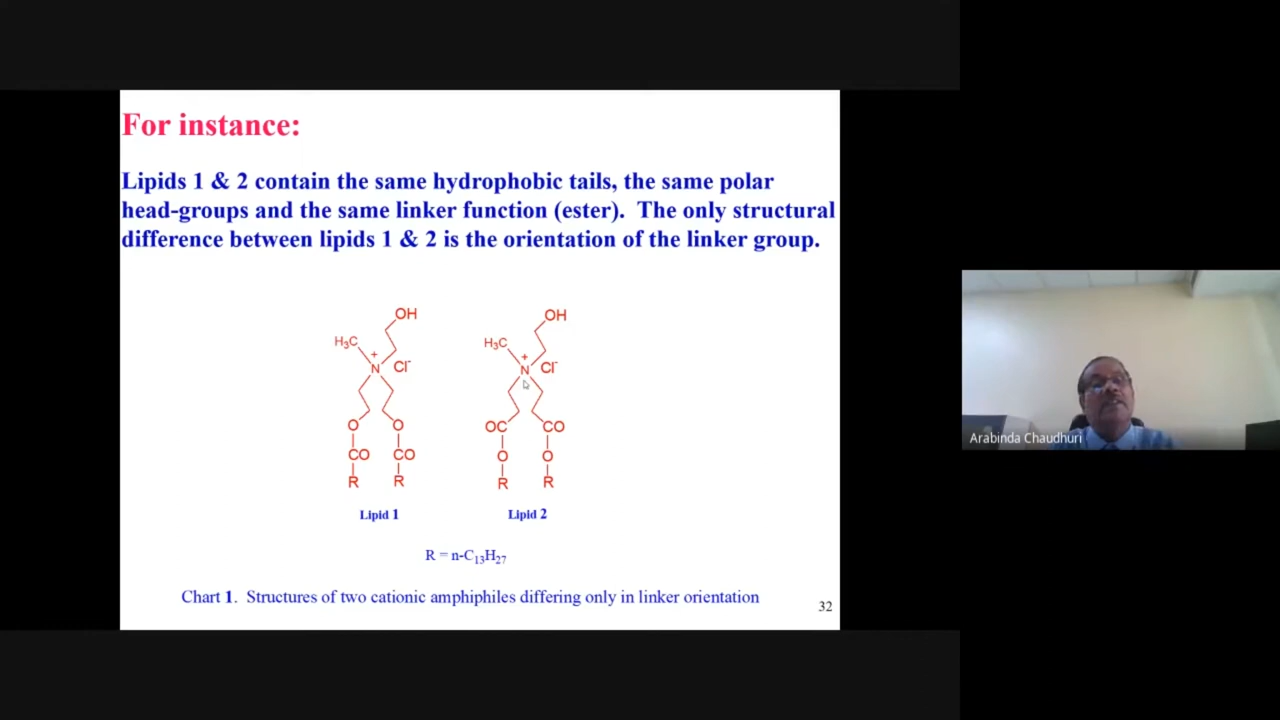 For instance:
Lipids 1 & 2 contain the same hydrophobic tails, the same polar
head-groups and the same linker function (ester). The only structural
difference between lipids 1 & 2 is the orientation of the linker group.
OH
H₃C
+
N Cl⁻
O O
CO CO
R R
Lipid 1
OH
H₃C
+
N Cl⁻
OC CO
O O
R R
Lipid 2
R = n-C₁₃H₂₇
Chart 1. Structures of two cationic amphiphiles differing only in linker orientation
32
Arabinda Chaudhuri